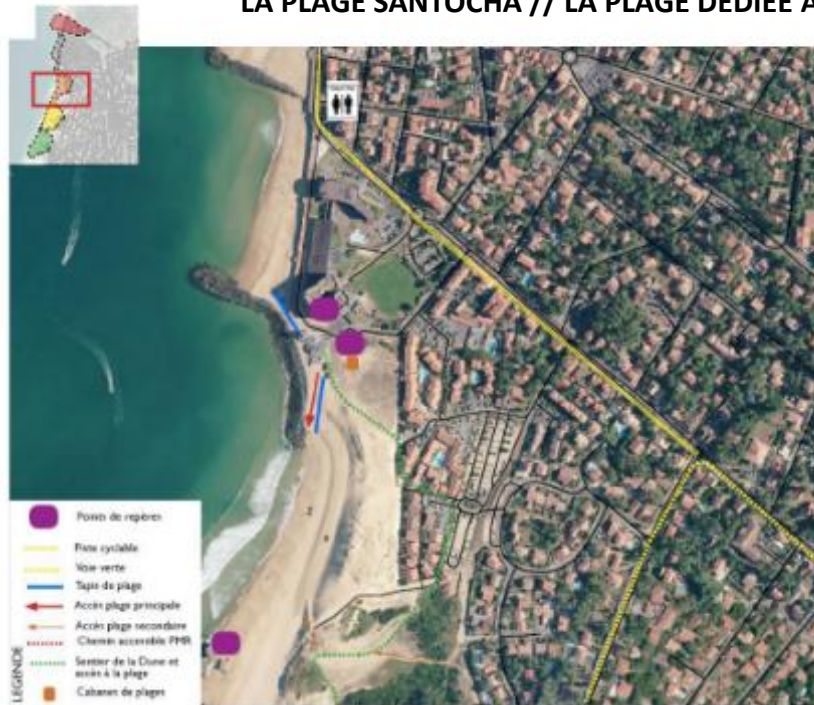 LA PLAGE SANTOCHA // LA PLAGE DÉDIÉE A
LEGENDE
Points de repères
Piste cyclable
Voie verte
Tapis de plage
Accès plage principale
Accès plage secondaire
Chemin accessible PMR
Sentier de la Dune et
accès à la plage
Cabanes de plages